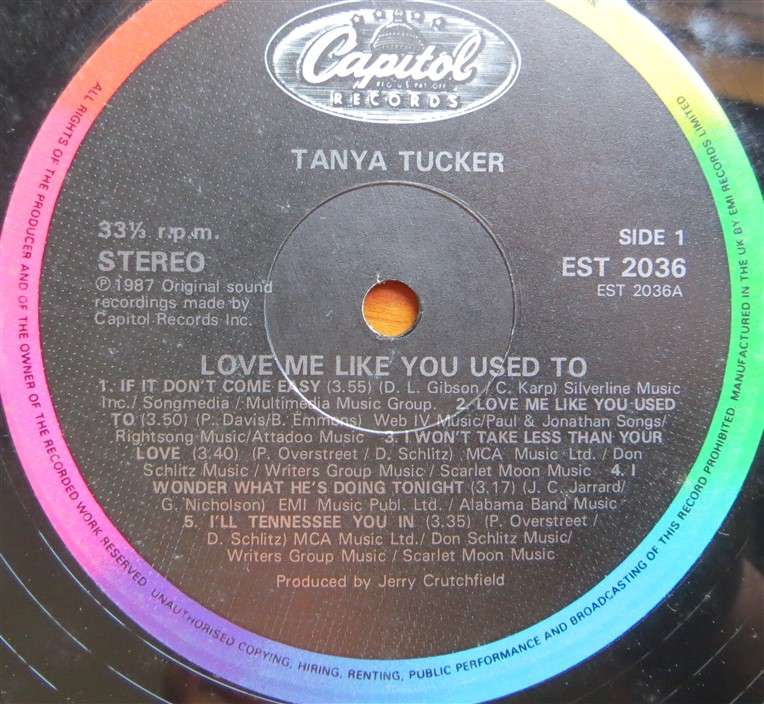 Capitol
REG. U.S. PAT. OFF.
RECORDS
TANYA TUCKER
33⅓ r.p.m.
STEREO
℗ 1987 Original sound
recordings made by
Capitol Records Inc.
SIDE 1
EST 2036
EST 2036A
LOVE ME LIKE YOU USED TO
1. IF IT DON'T COME EASY (3.55) (D. L. Gibson / C. Karp) Silverline Music
Inc./ Songmedia / Multimedia Music Group. 2. LOVE ME LIKE YOU USED
TO (3.50) (P. Davis/B. Emmons) Web IV Music/Paul & Jonathan Songs/
Rightsong Music/Attadoo Music 3. I WON'T TAKE LESS THAN YOUR
LOVE (3.40) (P. Overstreet / D. Schlitz) MCA Music Ltd. / Don
Schlitz Music / Writers Group Music / Scarlet Moon Music 4. I
WONDER WHAT HE'S DOING TONIGHT (3.17) (J. C. Jarrard/
G. Nicholson) EMI Music Publ. Ltd. / Alabama Band Music
5. I'LL TENNESSEE YOU IN (3.35) (P. Overstreet /
D. Schlitz) MCA Music Ltd./ Don Schlitz Music/
Writers Group Music / Scarlet Moon Music
Produced by Jerry Crutchfield
ALL RIGHTS OF THE PRODUCER AND OF THE OWNER OF THE RECORDED WORK RESERVED. UNAUTHORISED COPYING, HIRING, RENTING, PUBLIC PERFORMANCE AND BROADCASTING OF THIS RECORD PROHIBITED. MANUFACTURED IN THE UK BY EMI RECORDS LIMITED